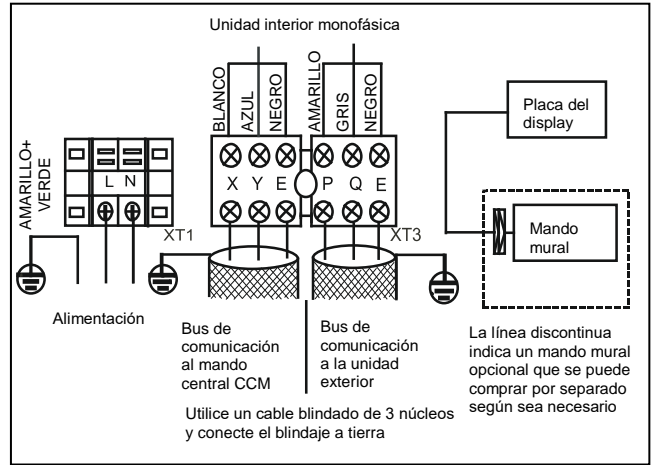 Unidad interior monofásica
BLANCO
AZUL
NEGRO
AMARILLO
GRIS
NEGRO
Placa del
display
AMARILLO+
VERDE
L N
X Y E P Q E
XT1
XT3
Mando
mural
Alimentación
Bus de
comunicación
al mando
central CCM
Bus de
comunicación
a la unidad
exterior
La línea discontinua
indica un mando mural
opcional que se puede
comprar por separado
según sea necesario
Utilice un cable blindado de 3 núcleos
y conecte el blindaje a tierra